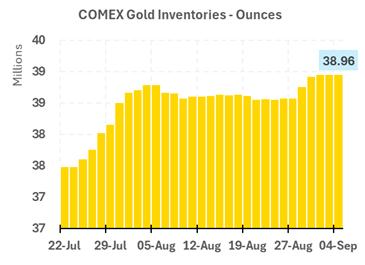 COMEX Gold Inventories - Ounces
Millions
40
39
39
38
38
37
37
38.96
22-Jul 29-Jul 05-Aug 12-Aug 19-Aug 27-Aug 04-Sep